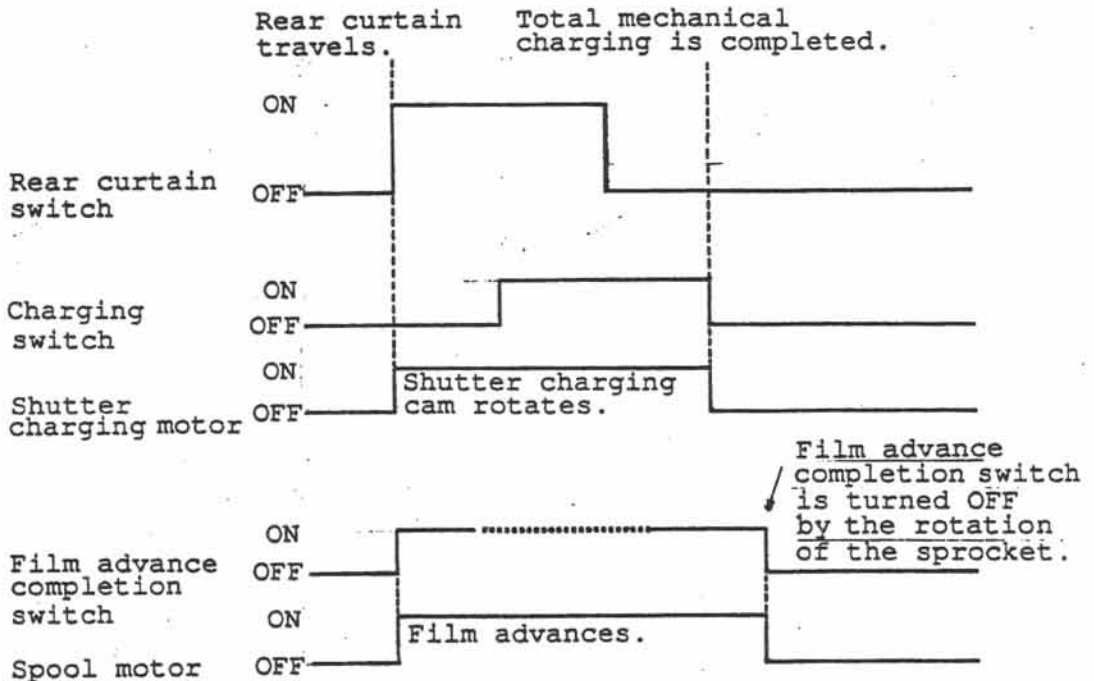 Rear curtain
travels.
Total mechanical
charging is completed.
ON
Rear curtain
switch
OFF
ON
Charging
switch
OFF
ON
Shutter charging
cam rotates.
Shutter
charging motor
OFF
Film advance
completion switch
is turned OFF
by the rotation
of the sprocket.
ON
Film advance
completion
switch
OFF
ON
Film advances.
Spool motor
OFF